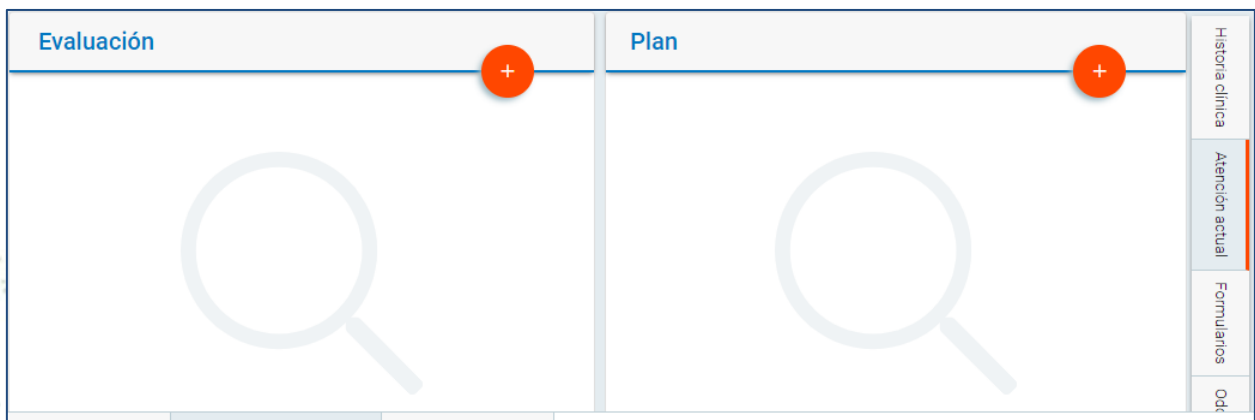 Evaluación
+
Plan
+
Historia clínica
Atención actual
Formularios